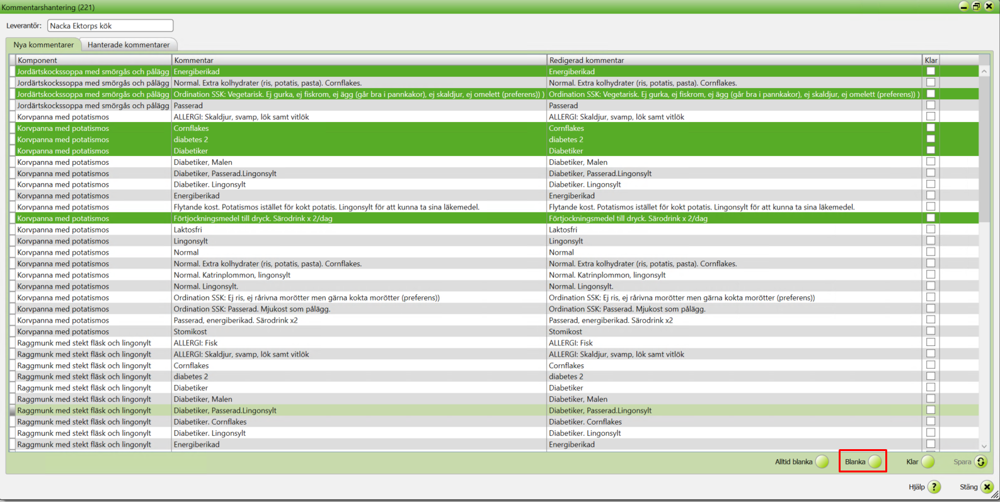 Kommentarshantering (221)
Leverantör: Nacka Ektorps kök
Nya kommentarer Hanterade kommentarer
Komponent Kommentar Redigerad kommentar Klar
Jordärtskockssoppa med smörgås och pålägg Energiberikad Energiberikad
Jordärtskockssoppa med smörgås och pålägg Normal. Extra kolhydrater (ris, potatis, pasta). Cornflakes. Normal. Extra kolhydrater (ris, potatis, pasta). Cornflakes.
Jordärtskockssoppa med smörgås och pålägg Ordination SSK: Vegetarisk. Ej gurka, ej fiskrom, ej ägg (går bra i pannkakor), ej skaldjur, ej omelett (preferens)) ) Ordination SSK: Vegetarisk. Ej gurka, ej fiskrom, ej ägg (går bra i pannkakor), ej skaldjur, ej omelett (preferens)) )
Jordärtskockssoppa med smörgås och pålägg Passerad Passerad
Korvpanna med potatismos ALLERGI: Skaldjur, svamp, lök samt vitlök ALLERGI: Skaldjur, svamp, lök samt vitlök
Korvpanna med potatismos Cornflakes Cornflakes
Korvpanna med potatismos diabetes 2 diabetes 2
Korvpanna med potatismos Diabetiker Diabetiker
Korvpanna med potatismos Diabetiker, Malen Diabetiker, Malen
Korvpanna med potatismos Diabetiker, Passerad.Lingonsylt Diabetiker, Passerad.Lingonsylt
Korvpanna med potatismos Diabetiker. Lingonsylt Diabetiker. Lingonsylt
Korvpanna med potatismos Energiberikad Energiberikad
Korvpanna med potatismos Flytande kost. Potatismos istället för kokt potatis. Lingonsylt för att kunna ta sina läkemedel. Flytande kost. Potatismos istället för kokt potatis. Lingonsylt för att kunna ta sina läkemedel.
Korvpanna med potatismos Förtjockningsmedel till dryck. Särodrink x 2/dag Förtjockningsmedel till dryck. Särodrink x 2/dag
Korvpanna med potatismos Laktosfri Laktosfri
Korvpanna med potatismos Lingonsylt Lingonsylt
Korvpanna med potatismos Normal Normal
Korvpanna med potatismos Normal. Extra kolhydrater (ris, potatis, pasta). Cornflakes. Normal. Extra kolhydrater (ris, potatis, pasta). Cornflakes.
Korvpanna med potatismos Normal. Katrinplommon, lingonsylt Normal. Katrinplommon, lingonsylt
Korvpanna med potatismos Normal. Lingonsylt. Normal. Lingonsylt.
Korvpanna med potatismos Ordination SSK: Ej ris, ej rårivna morötter men gärna kokta morötter (preferens)) Ordination SSK: Ej ris, ej rårivna morötter men gärna kokta morötter (preferens))
Korvpanna med potatismos Ordination SSK: Passerad. Mjukost som pålägg. Ordination SSK: Passerad. Mjukost som pålägg.
Korvpanna med potatismos Passerad, energiberikad. Särodrink x2 Passerad, energiberikad. Särodrink x2
Korvpanna med potatismos Stomikost Stomikost
Raggmunk med stekt fläsk och lingonylt ALLERGI: Fisk ALLERGI: Fisk
Raggmunk med stekt fläsk och lingonylt ALLERGI: Skaldjur, svamp, lök samt vitlök ALLERGI: Skaldjur, svamp, lök samt vitlök
Raggmunk med stekt fläsk och lingonylt Cornflakes Cornflakes
Raggmunk med stekt fläsk och lingonylt diabetes 2 diabetes 2
Raggmunk med stekt fläsk och lingonylt Diabetiker Diabetiker
Raggmunk med stekt fläsk och lingonylt Diabetiker, Malen Diabetiker, Malen
Raggmunk med stekt fläsk och lingonylt Diabetiker, Passerad.Lingonsylt Diabetiker, Passerad.Lingonsylt
Raggmunk med stekt fläsk och lingonylt Diabetiker. Cornflakes Diabetiker. Cornflakes
Raggmunk med stekt fläsk och lingonylt Diabetiker. Lingonsylt Diabetiker. Lingonsylt
Raggmunk med stekt fläsk och lingonylt Energiberikad Energiberikad
Alltid blanka Blanka Klar Spara
Hjälp ? Stäng